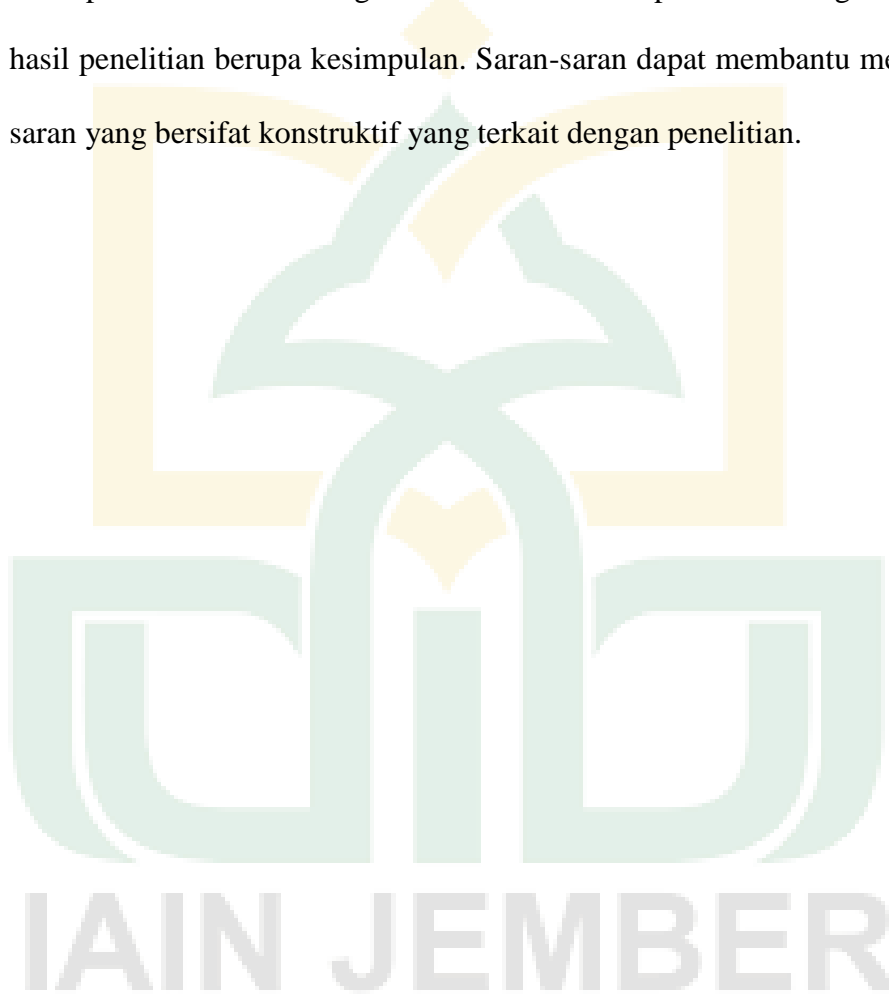 hasil penelitian berupa kesimpulan. Saran-saran dapat membantu me
saran yang bersifat konstruktif yang terkait dengan penelitian.
IAIN JEMBER